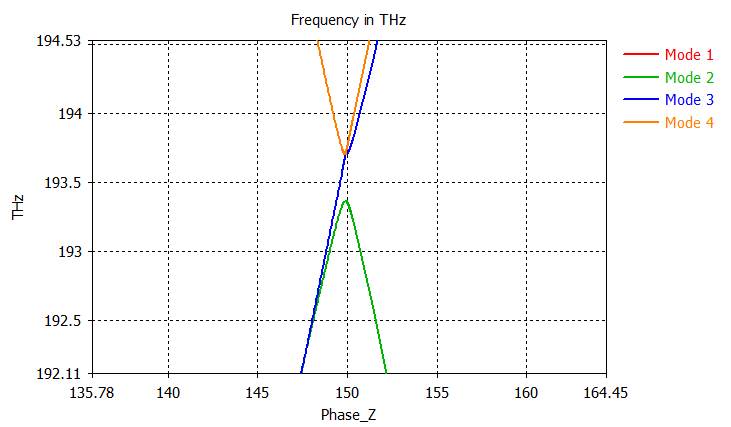 Frequency in THz
194.53
194
193.5
193
192.5
192.11
THz
135.78 140 145 150 155 160 164.45
Phase_Z
Mode 1
Mode 2
Mode 3
Mode 4